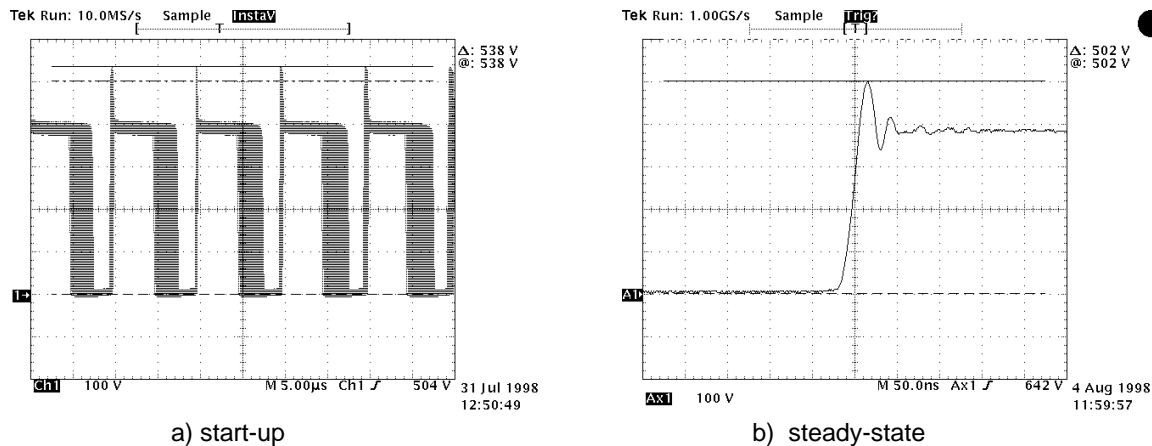 Tek Run: 10.0MS/s Sample InstaV
[ T ]
Δ: 538 V
@: 538 V
1→
Ch1 100 V M 5.00µs Ch1 ∫ 504 V
31 Jul 1998
12:50:49
a) start-up
Tek Run: 1.00GS/s Sample Trig?
[ T ]
Δ: 502 V
@: 502 V
A1
M 50.0ns Ax1 ∫ 642 V
Ax1 100 V
4 Aug 1998
11:59:57
b) steady-state